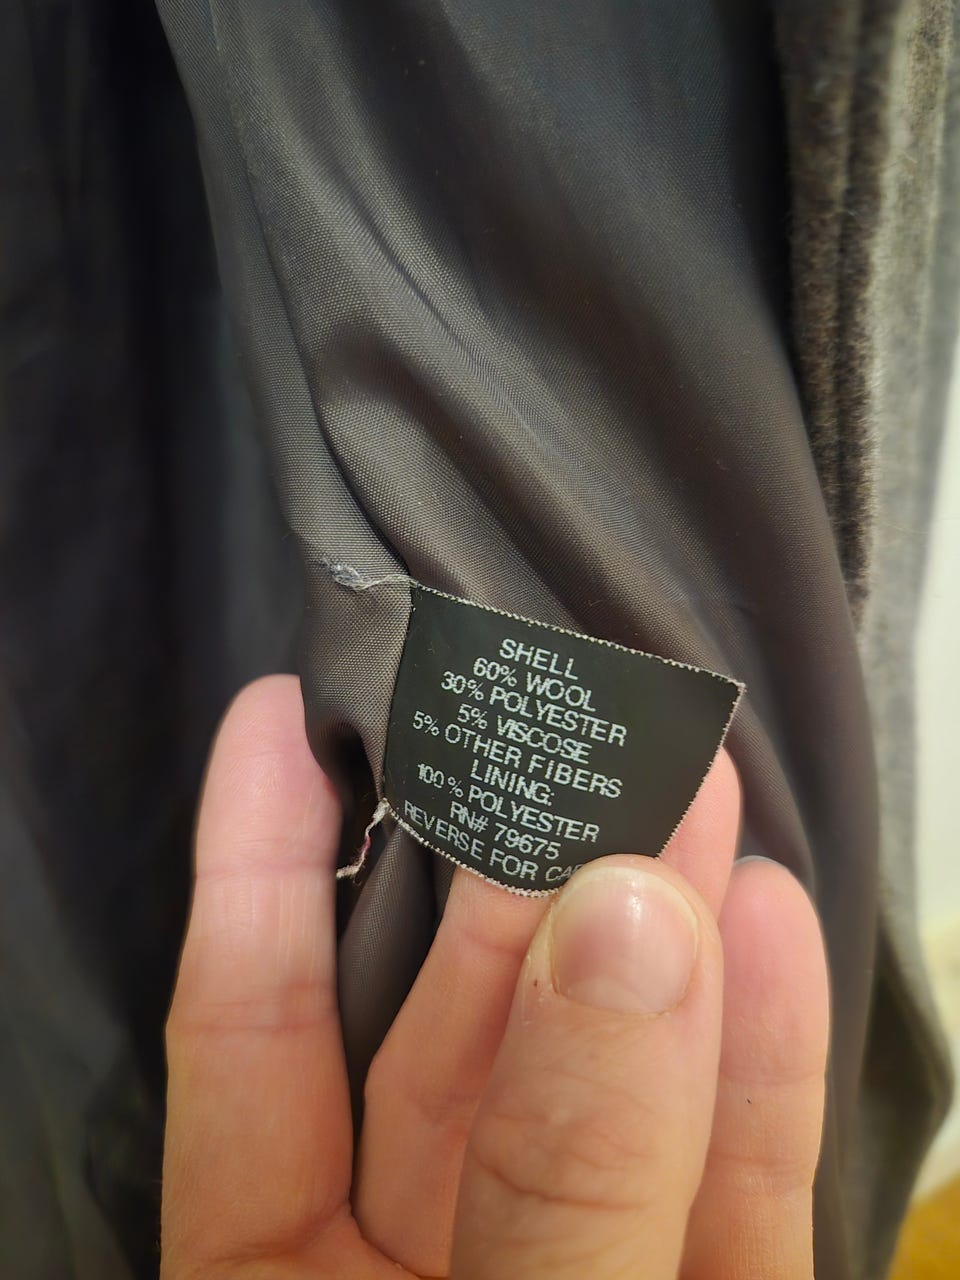 SHELL
60% WOOL
30% POLYESTER
5% VISCOSE
5% OTHER FIBERS
LINING:
100% POLYESTER
RN# 79675
REVERSE FOR